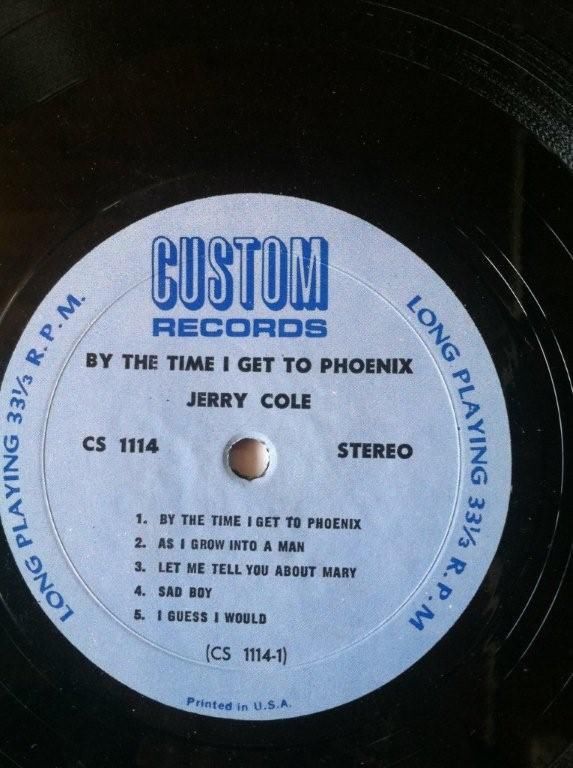 CUSTOM
RECORDS
BY THE TIME I GET TO PHOENIX
JERRY COLE
CS 1114
STEREO
LONG PLAYING 33⅓ R.P.M.
LONG PLAYING 33⅓ R.P.M
1. BY THE TIME I GET TO PHOENIX
2. AS I GROW INTO A MAN
3. LET ME TELL YOU ABOUT MARY
4. SAD BOY
5. I GUESS I WOULD
(CS 1114-1)
Printed in U.S.A.